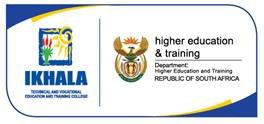 IKHALA
TECHNICAL AND VOCATIONAL
EDUCATION AND TRAINING COLLEGE
higher education
& training
Department:
Higher Education and Training
REPUBLIC OF SOUTH AFRICA